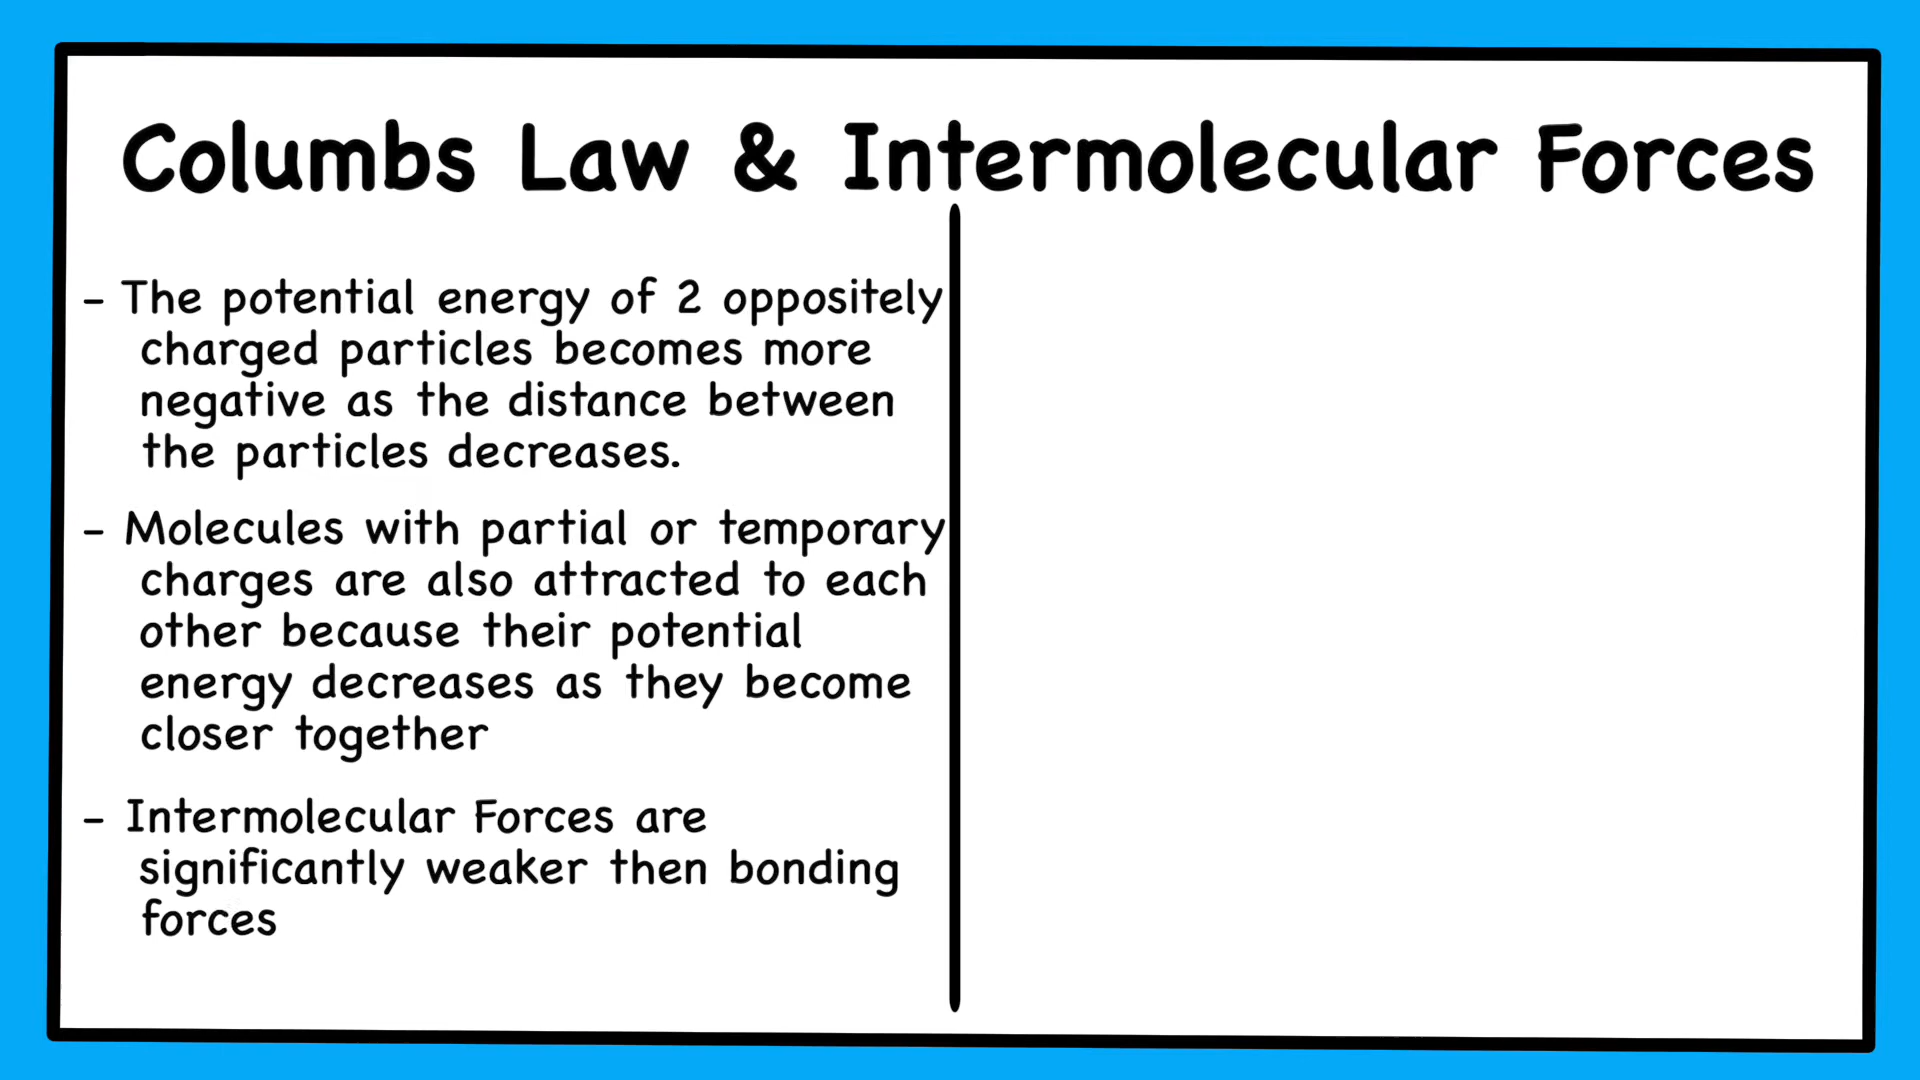 Columbs Law & Intermolecular Forces
- The potential energy of 2 oppositely
charged particles becomes more
negative as the distance between
the particles decreases.
- Molecules with partial or temporary
charges are also attracted to each
other because their potential
energy decreases as they become
closer together
- Intermolecular Forces are
significantly weaker then bonding
forces